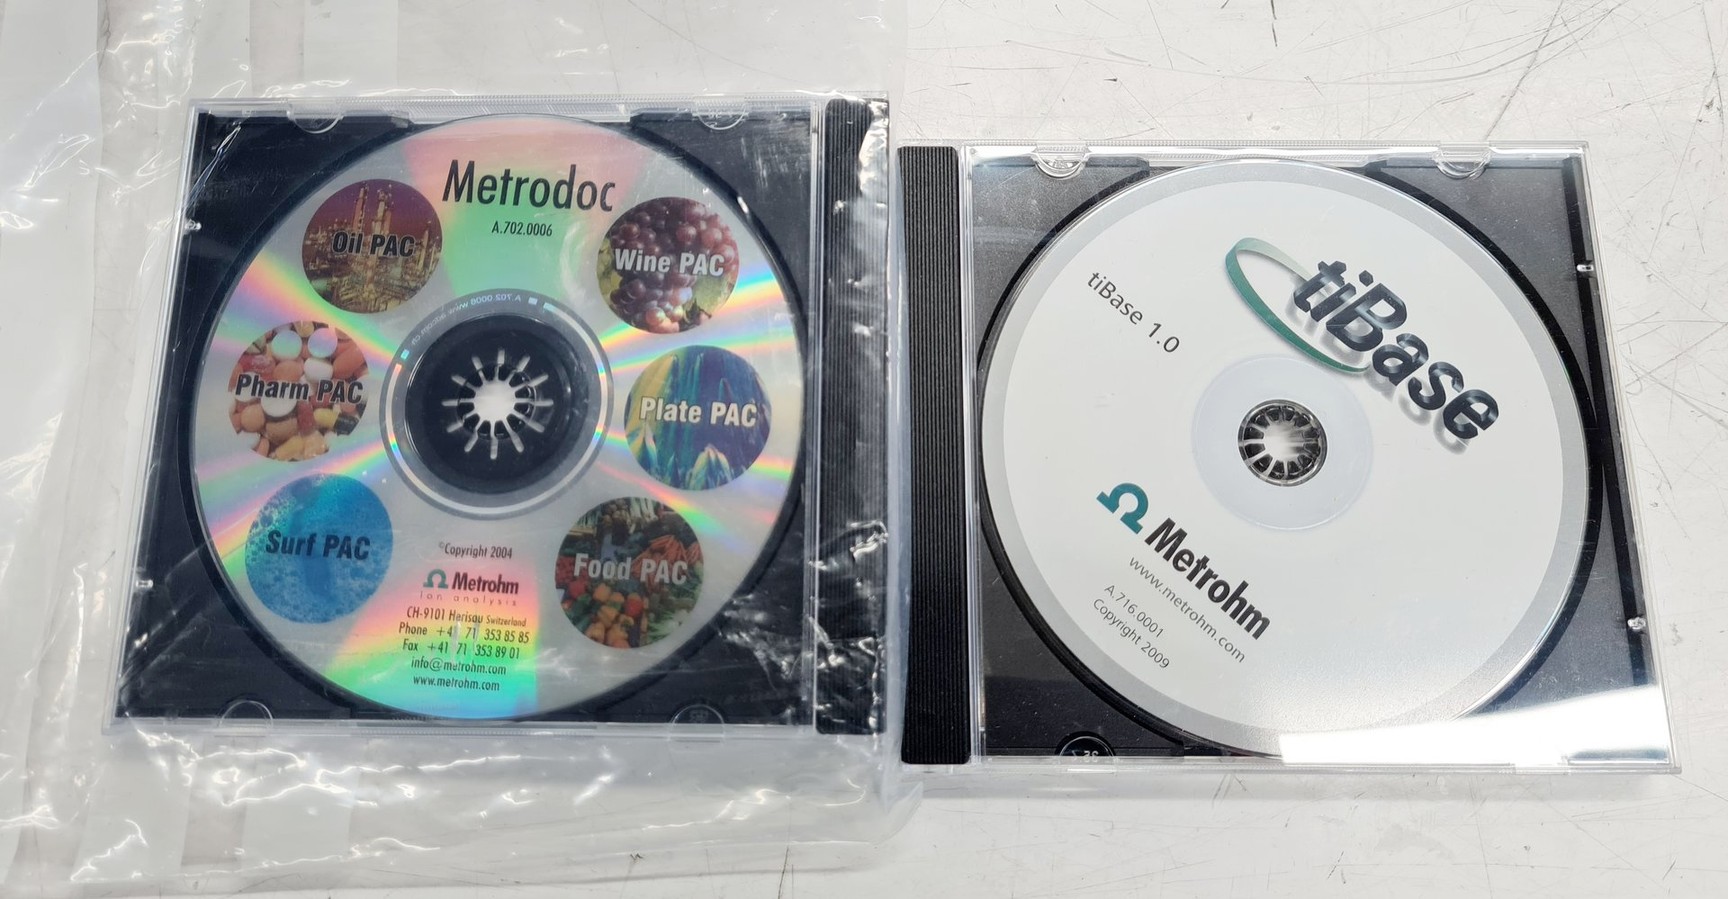 Metrodoc
A.702.0006
Oil PAC
Wine PAC
Pharm PAC
Plate PAC
Surf PAC
Food PAC
©Copyright 2004
Metrohm
Ion analysis
CH-9101 Herisau Switzerland
Phone +41 71 353 85 85
Fax +41 71 353 89 01
info@metrohm.com
www.metrohm.com
tiBase
tiBase 1.0
Metrohm
www.metrohm.com
A.716.0001
Copyright 2009